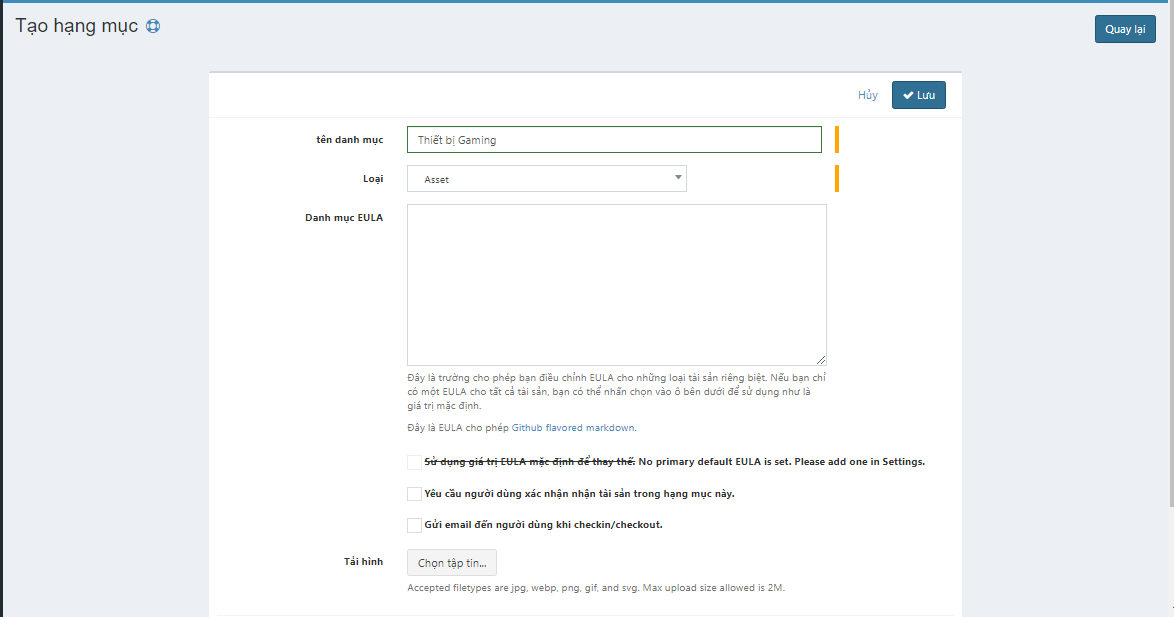 Tạo hạng mục
Quay lại
Hủy
Lưu
tên danh mục
Thiết bị Gaming
Loại
Asset
Danh mục EULA
Đây là trường cho phép bạn điều chỉnh EULA cho những loại tài sản riêng biệt. Nếu bạn chỉ
có một EULA cho tất cả tài sản, bạn có thể nhấn chọn vào ô bên dưới để sử dụng như là
giá trị mặc định.
Đây là EULA cho phép Github flavored markdown.
Sử dụng giá trị EULA mặc định để thay thế. No primary default EULA is set. Please add one in Settings.
Yêu cầu người dùng xác nhận nhận tài sản trong hạng mục này.
Gửi email đến người dùng khi checkin/checkout.
Tải hình
Chọn tập tin...
Accepted filetypes are jpg, webp, png, gif, and svg. Max upload size allowed is 2M.